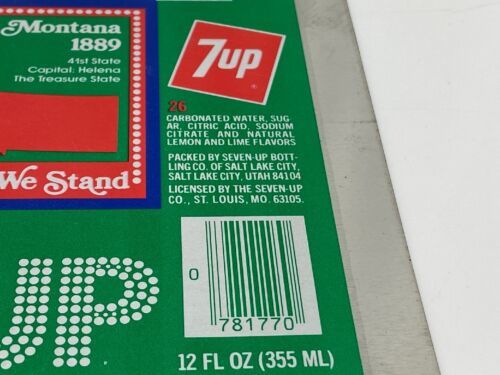 Montana
1889
41st State
Capital: Helena
The Treasure State
We Stand
7up
®
26
CARBONATED WATER, SUG-
AR, CITRIC ACID, SODIUM
CITRATE AND NATURAL
LEMON AND LIME FLAVORS
PACKED BY SEVEN-UP BOTT-
LING CO. OF SALT LAKE CITY,
SALT LAKE CITY, UTAH 84104
LICENSED BY THE SEVEN-UP
CO., ST. LOUIS, MO. 63105.
UP
0
781770
12 FL OZ (355 ML)